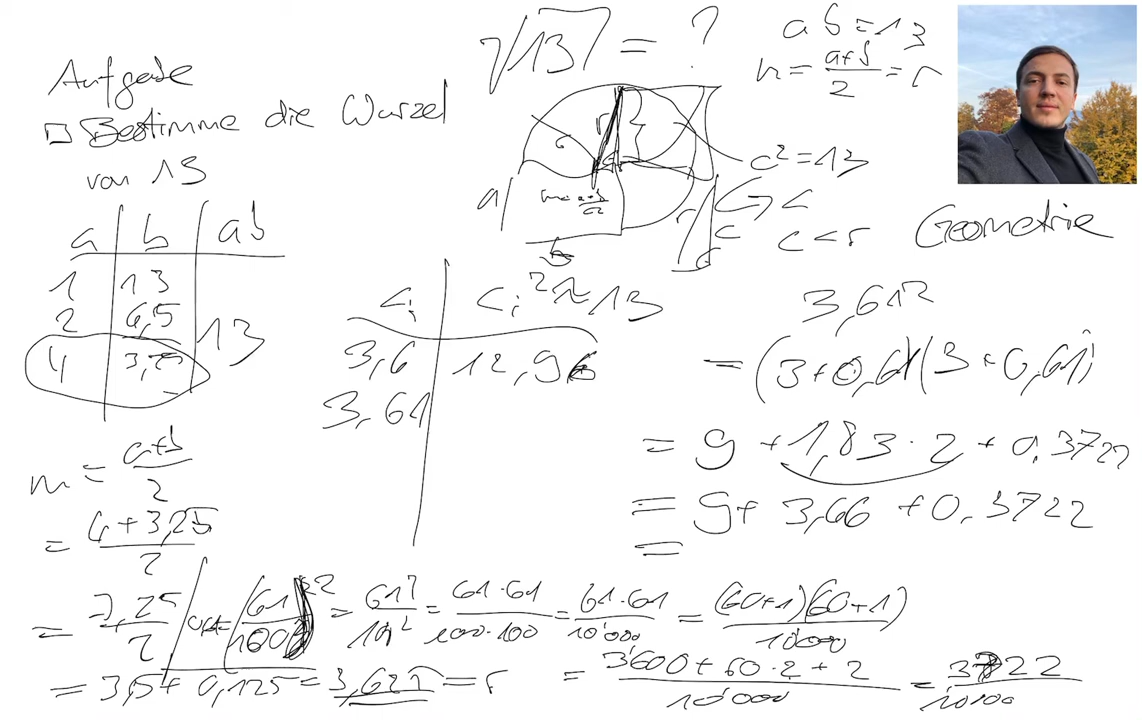 Aufgabe
□ Bestimme die Wurzel
von 13
√13 = ?
ab = 13
m = (a+b)/2 = r
c² = 13
c < r
Geometrie
a | b | ab
1 | 13
2 | 6,5 | 13
4 | 3,25
m = (a+b)/2
= (4+3,25)/2
= 7,25/2
= 3,5 + 0,125 = 3,625 = r
cᵢ | cᵢ² ≈ 13
3,6 | 12,96
3,61
3,61²
= (3+0,61)(3+0,61)
= 9 + 1,83 · 2 + 0,3722
= 9 + 3,66 + 0,3722
=
0,61² = (61/100)² = 61²/100² = 61·61/100·100 = 61·61/10'000 = (60+1)(60+1)/10'000
= 3'600 + 60·2 + 2/10'000 = 3722/10'000